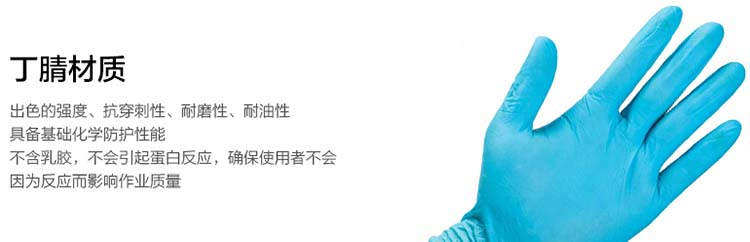 丁腈材质
出色的强度、抗穿刺性、耐磨性、耐油性
具备基础化学防护性能
不含乳胶，不会引起蛋白反应，确保使用者不会
因为反应而影响作业质量